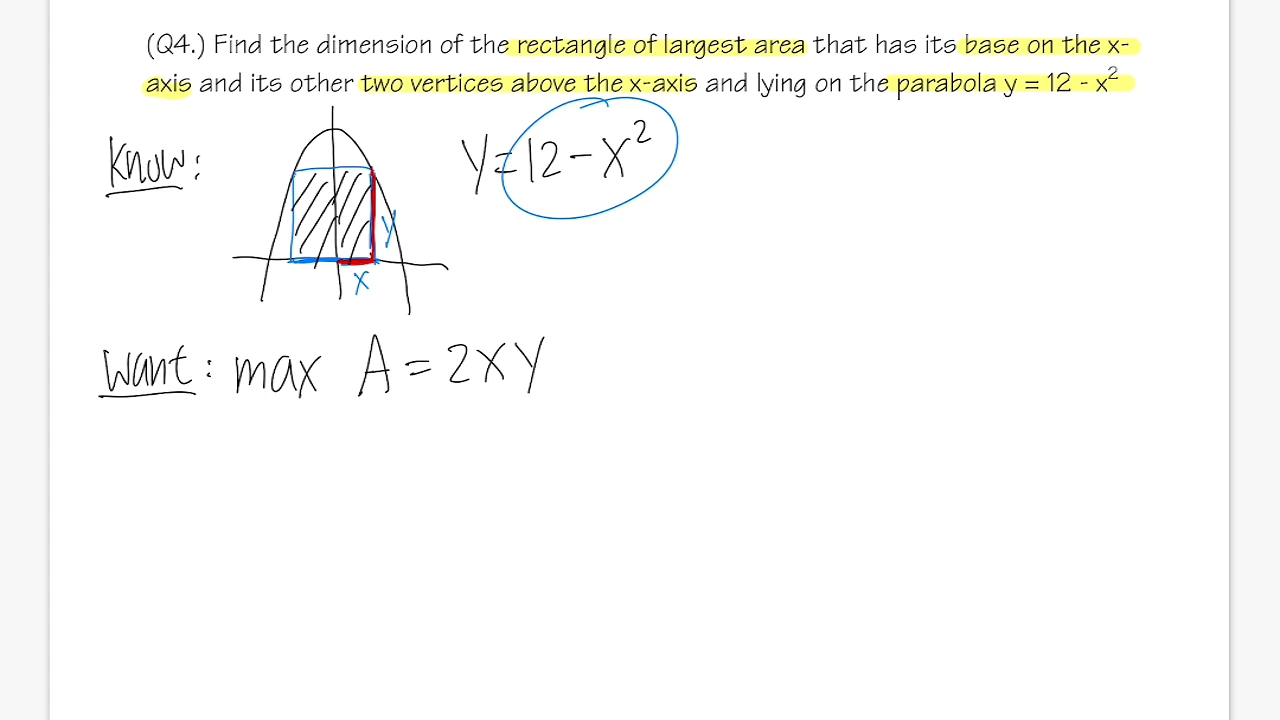 (Q4.) Find the dimension of the rectangle of largest area that has its base on the x-
axis and its other two vertices above the x-axis and lying on the parabola y = 12 - x²
Know:
y=12-x²
y
x
Want: max A=2xy